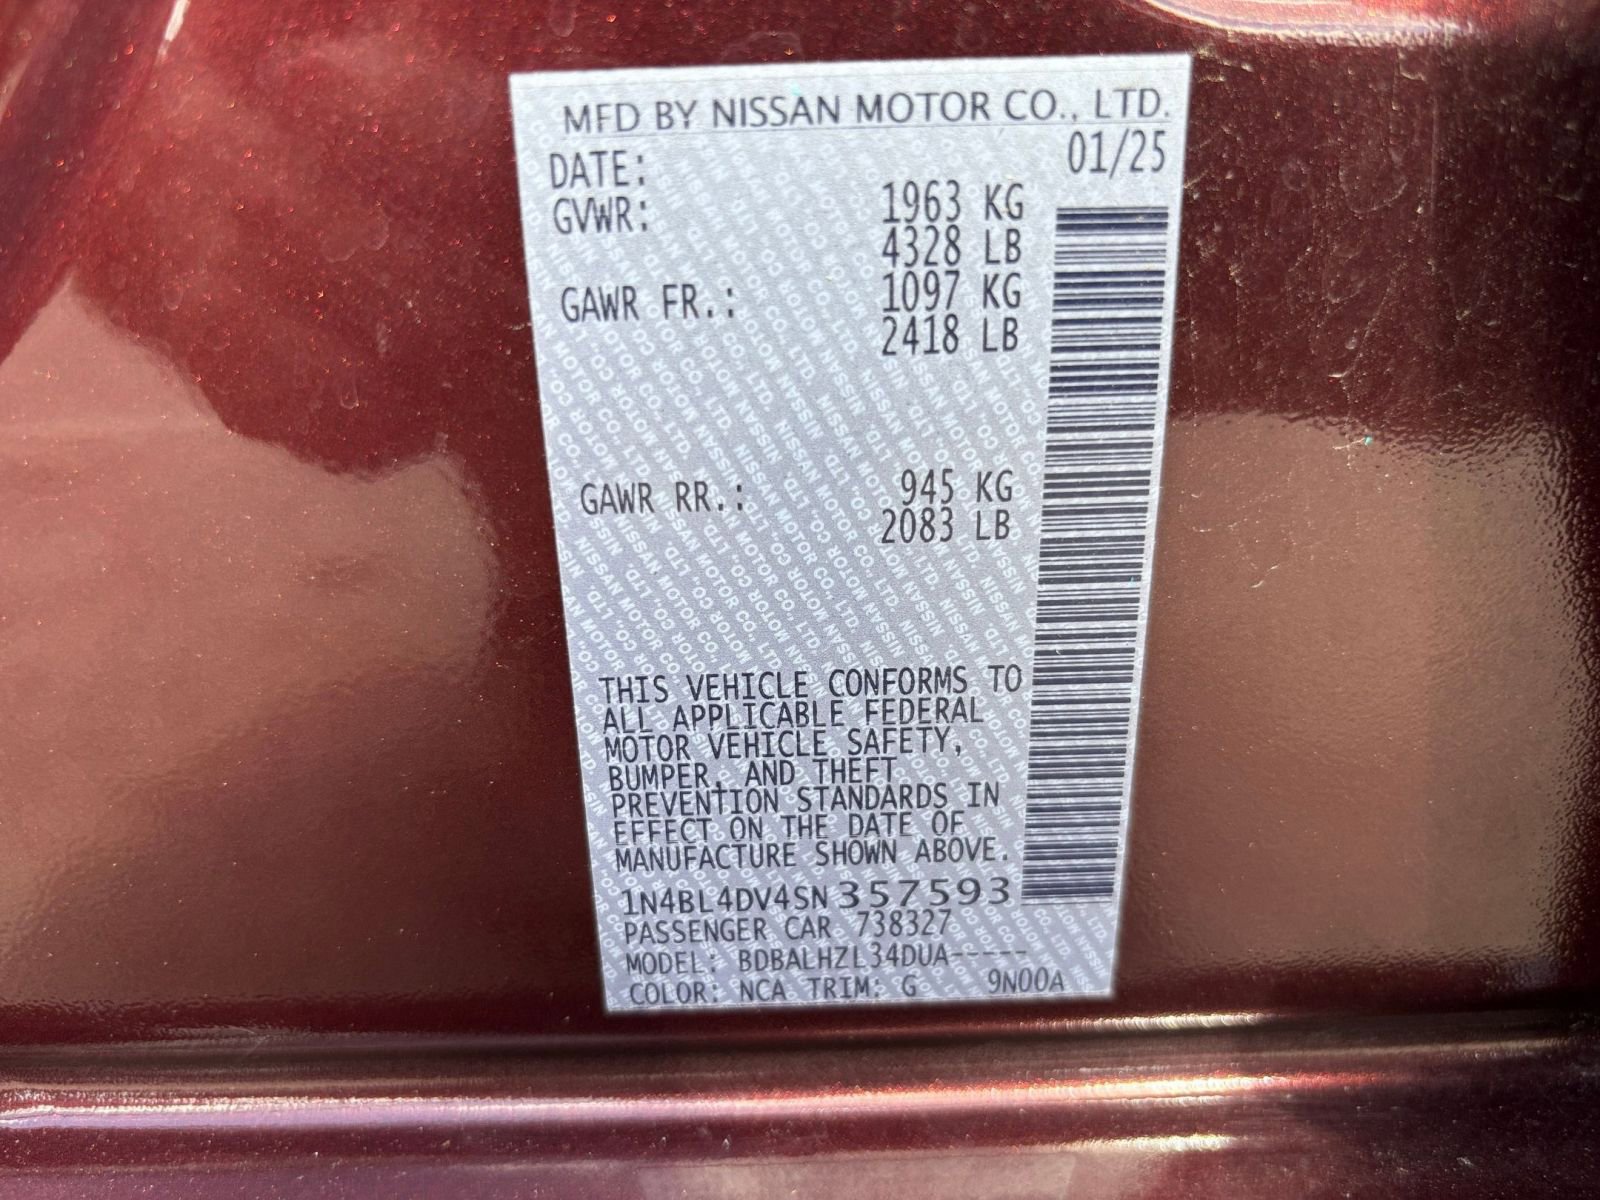 MFD BY NISSAN MOTOR CO., LTD.
DATE: 01/25
GVWR: 1963 KG
4328 LB
GAWR FR.: 1097 KG
2418 LB
GAWR RR.: 945 KG
2083 LB
THIS VEHICLE CONFORMS TO
ALL APPLICABLE FEDERAL
MOTOR VEHICLE SAFETY,
BUMPER, AND THEFT
PREVENTION STANDARDS IN
EFFECT ON THE DATE OF
MANUFACTURE SHOWN ABOVE.
1N4BL4DV4SN357593
PASSENGER CAR 738327
MODEL: BDBALHZL34DUA-----
COLOR: NCA TRIM: G 9N00A